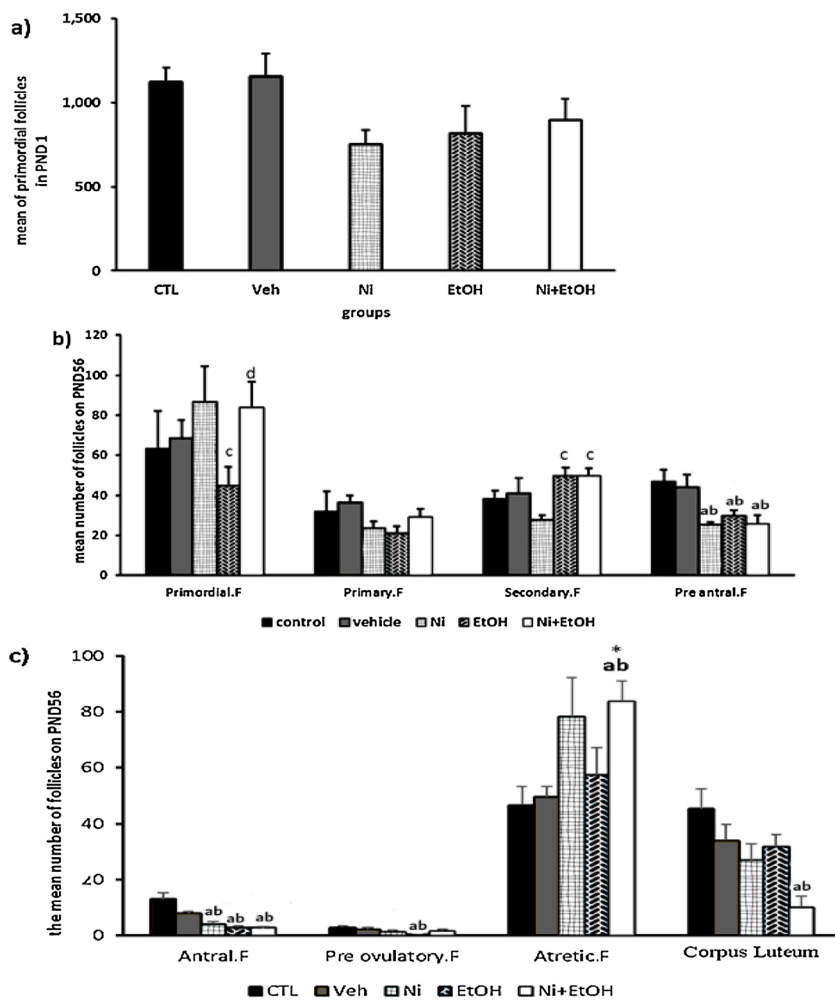 a)
mean of primordial follicles
in PND1
1,500
1,000
500
0
CTL Veh Ni EtOH Ni+EtOH
groups
b)
mean number of follicles on PND56
120
100
80
60
40
20
0
c
d
c c
ab ab ab
Primordial.F Primary.F Secondary.F Pre antral.F
control vehicle Ni EtOH Ni+EtOH
c)
the mean number of follicles on PND56
100
80
60
40
20
0
ab ab ab
ab
*
ab
ab
Antral.F Pre ovulatory.F Atretic.F Corpus Luteum
CTL Veh Ni EtOH Ni+EtOH